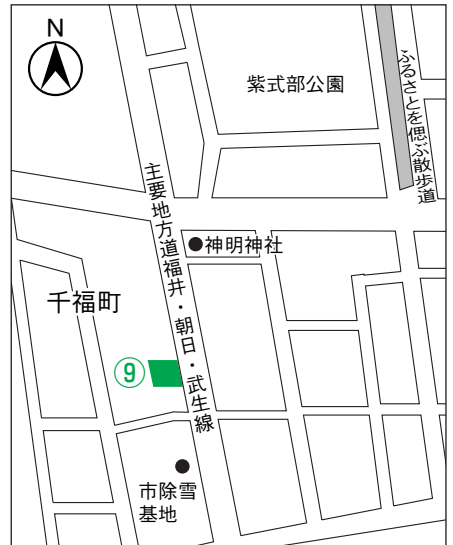 N
紫式部公園
ふるさとを偲ぶ散歩道
主要地方道福井・朝日・武生線
神明神社
千福町
⑨
市除雪
基地